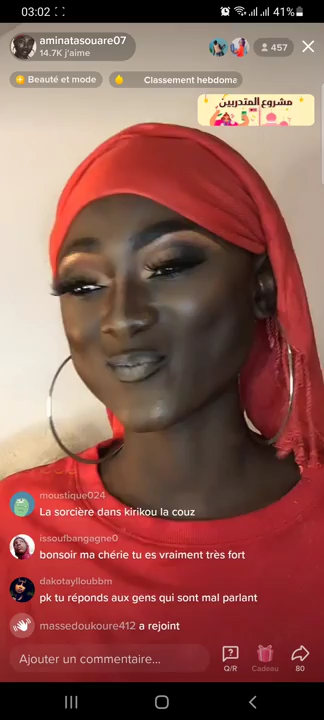 03:02
41%
aminatasouare07
14.7K j'aime
457
Beauté et mode
Classement hebdoma
مشروع المتدربين
moustique024
La sorcière dans kirikou la couz
issoufbangagne0
bonsoir ma chérie tu es vraiment très fort
dakotaylloubbm
pk tu réponds aux gens qui sont mal parlant
massedoukoure412 a rejoint
Ajouter un commentaire...
Q/R
Cadeau
80